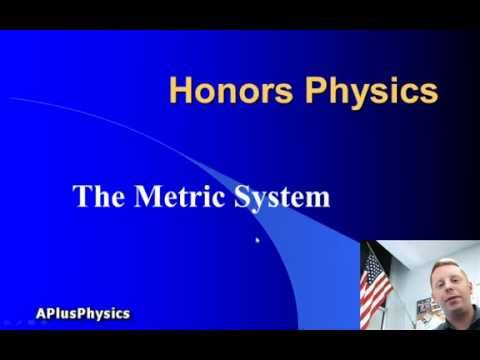 Honors Physics
The Metric System
APlusPhysics